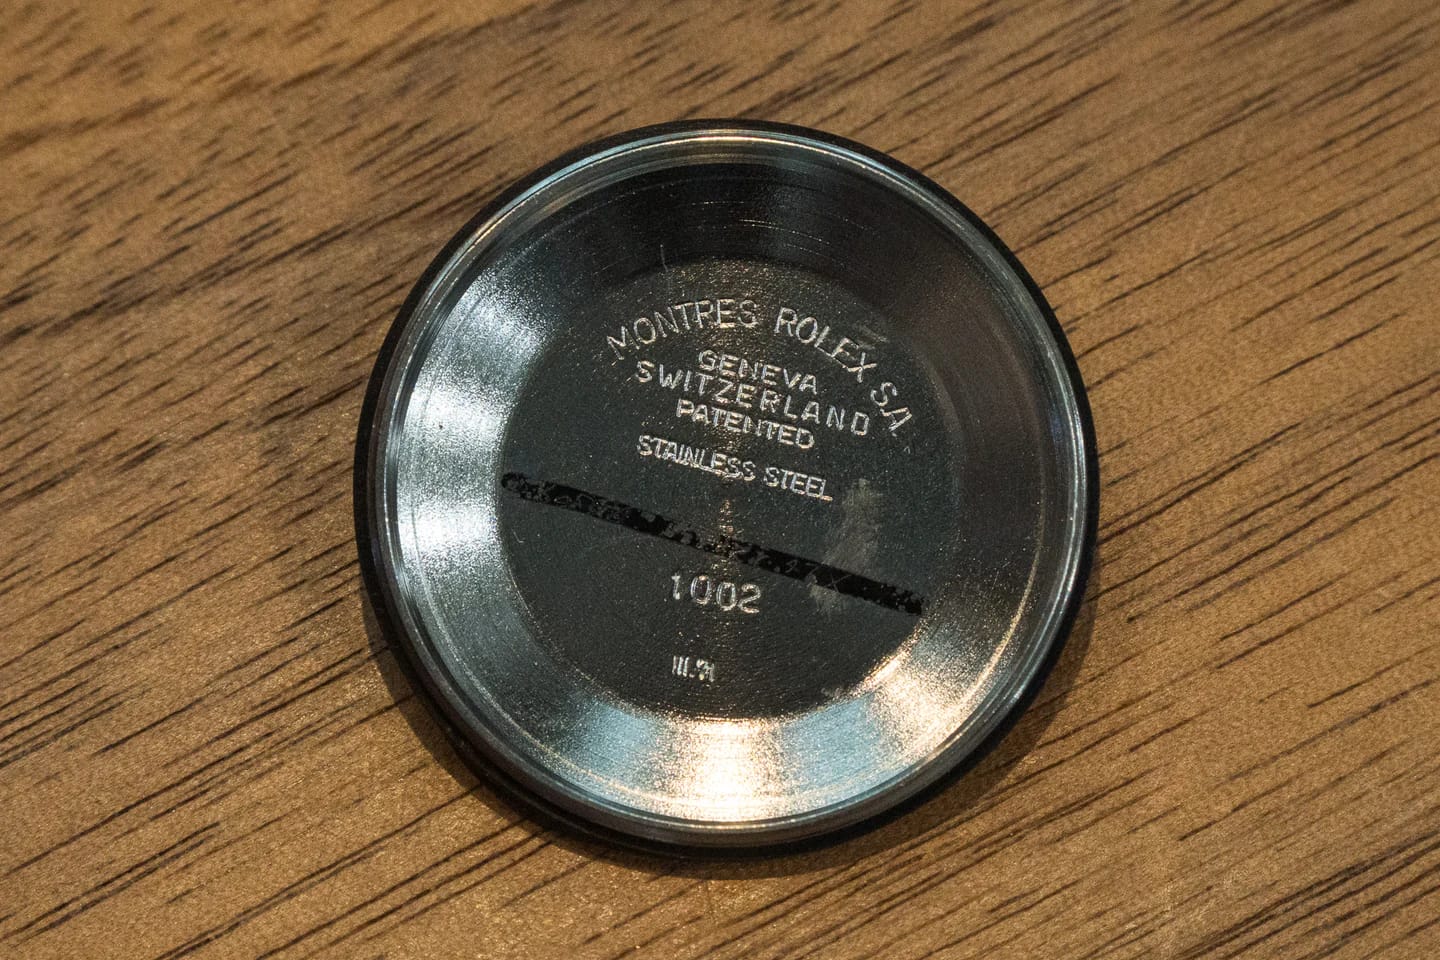 MONTRES ROLEX S.A.
GENEVA
SWITZERLAND
PATENTED
STAINLESS STEEL
1002